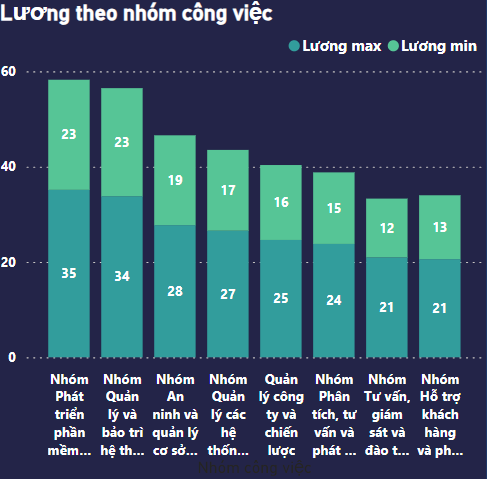 Lương theo nhóm công việc
Lương max Lương min
60
40
20
0
23 23 19 17 16 15 12 13
35 34 28 27 25 24 21 21
Nhóm
Phát
triển
phần
mềm...
Nhóm
Quản
lý và
bảo trì
hệ th...
Nhóm
An
ninh và
quản lý
cơ sở...
Nhóm
Quản
lý các
hệ
thốn...
Quản
lý công
ty và
chiến
lược
Nhóm
Phân
tích, tư
vấn và
phát ...
Nhóm
Tư vấn,
giám
sát và
đào t...
Nhóm
Hỗ trợ
khách
hàng
và ph...
Nhóm công việc